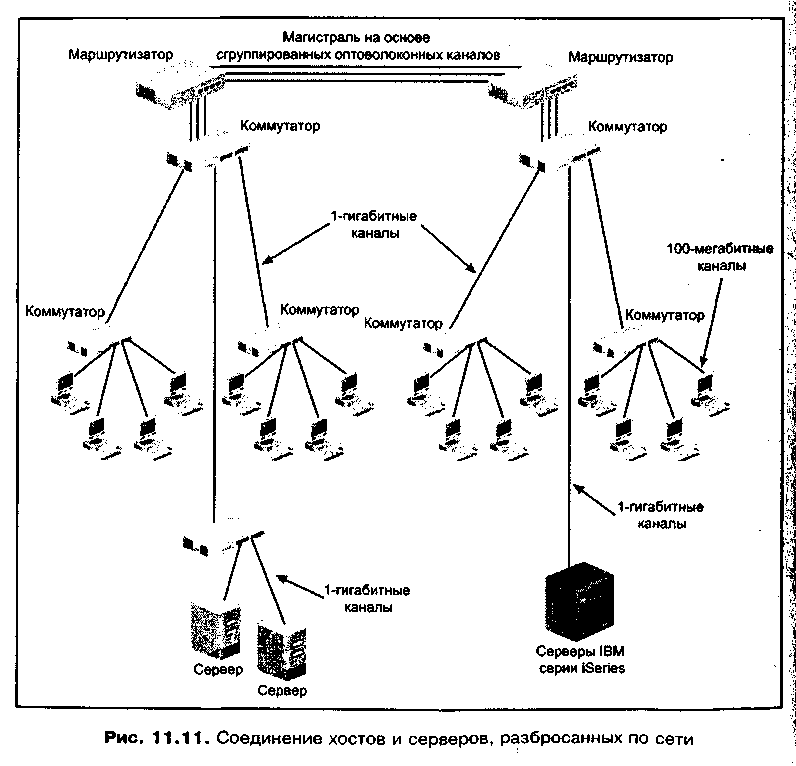 Магистраль на основе
сгруппированных оптоволоконных каналов
Маршрутизатор
Маршрутизатор
Коммутатор
Коммутатор
1-гигабитные
каналы
100-мегабитные
каналы
Коммутатор
Коммутатор
Коммутатор
Коммутатор
1-гигабитные
каналы
1-гигабитные
каналы
Сервер
Сервер
Серверы IBM
серии iSeries
Рис. 11.11. Соединение хостов и серверов, разбросанных по сети